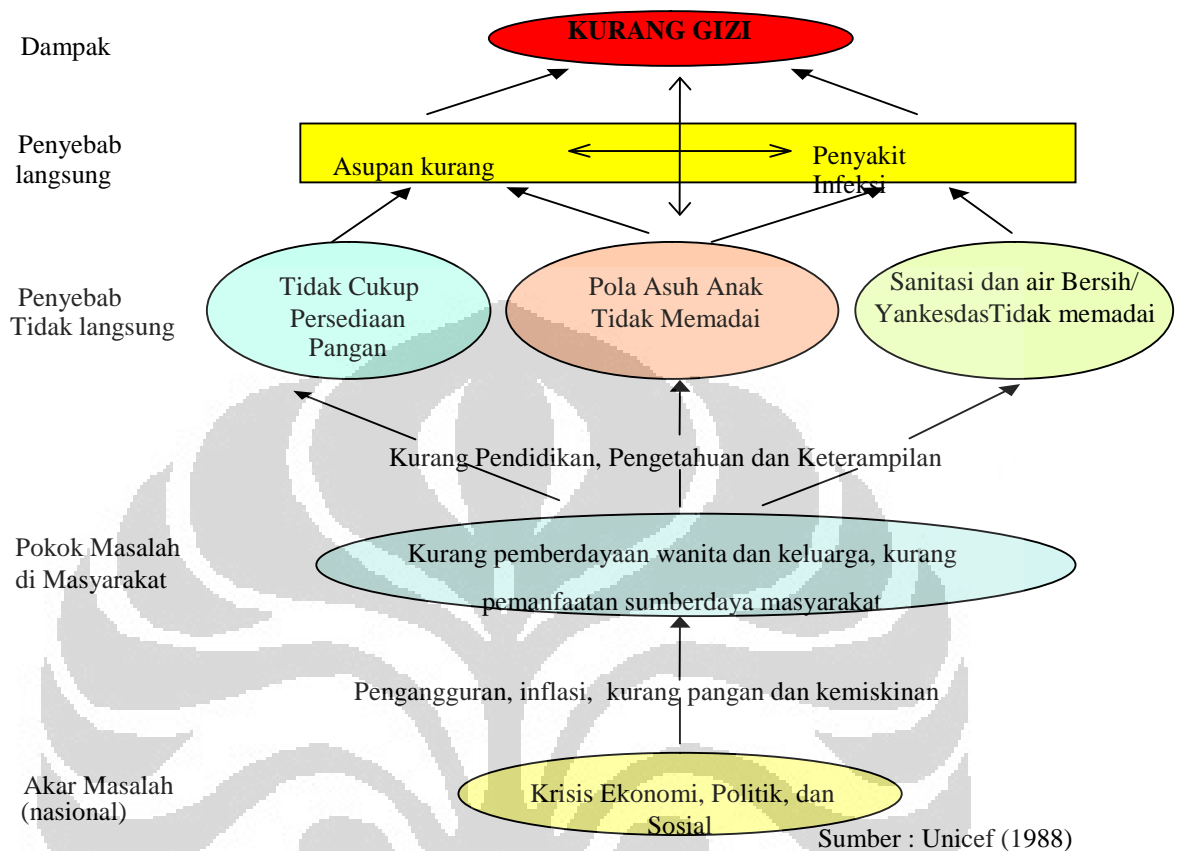 KURANG GIZI
Dampak
Penyebab
langsung
Asupan kurang
Penyakit
Infeksi
Penyebab
Tidak langsung
Tidak Cukup
Persediaan
Pangan
Pola Asuh Anak
Tidak Memadai
Sanitasi dan air Bersih/
YankesdasTidak memadai
Kurang Pendidikan, Pengetahuan dan Keterampilan
Pokok Masalah
di Masyarakat
Kurang pemberdayaan wanita dan keluarga, kurang
pemanfaatan sumberdaya masyarakat
Pengangguran, inflasi, kurang pangan dan kemiskinan
Akar Masalah
(nasional)
Krisis Ekonomi, Politik, dan
Sosial
Sumber : Unicef (1988)